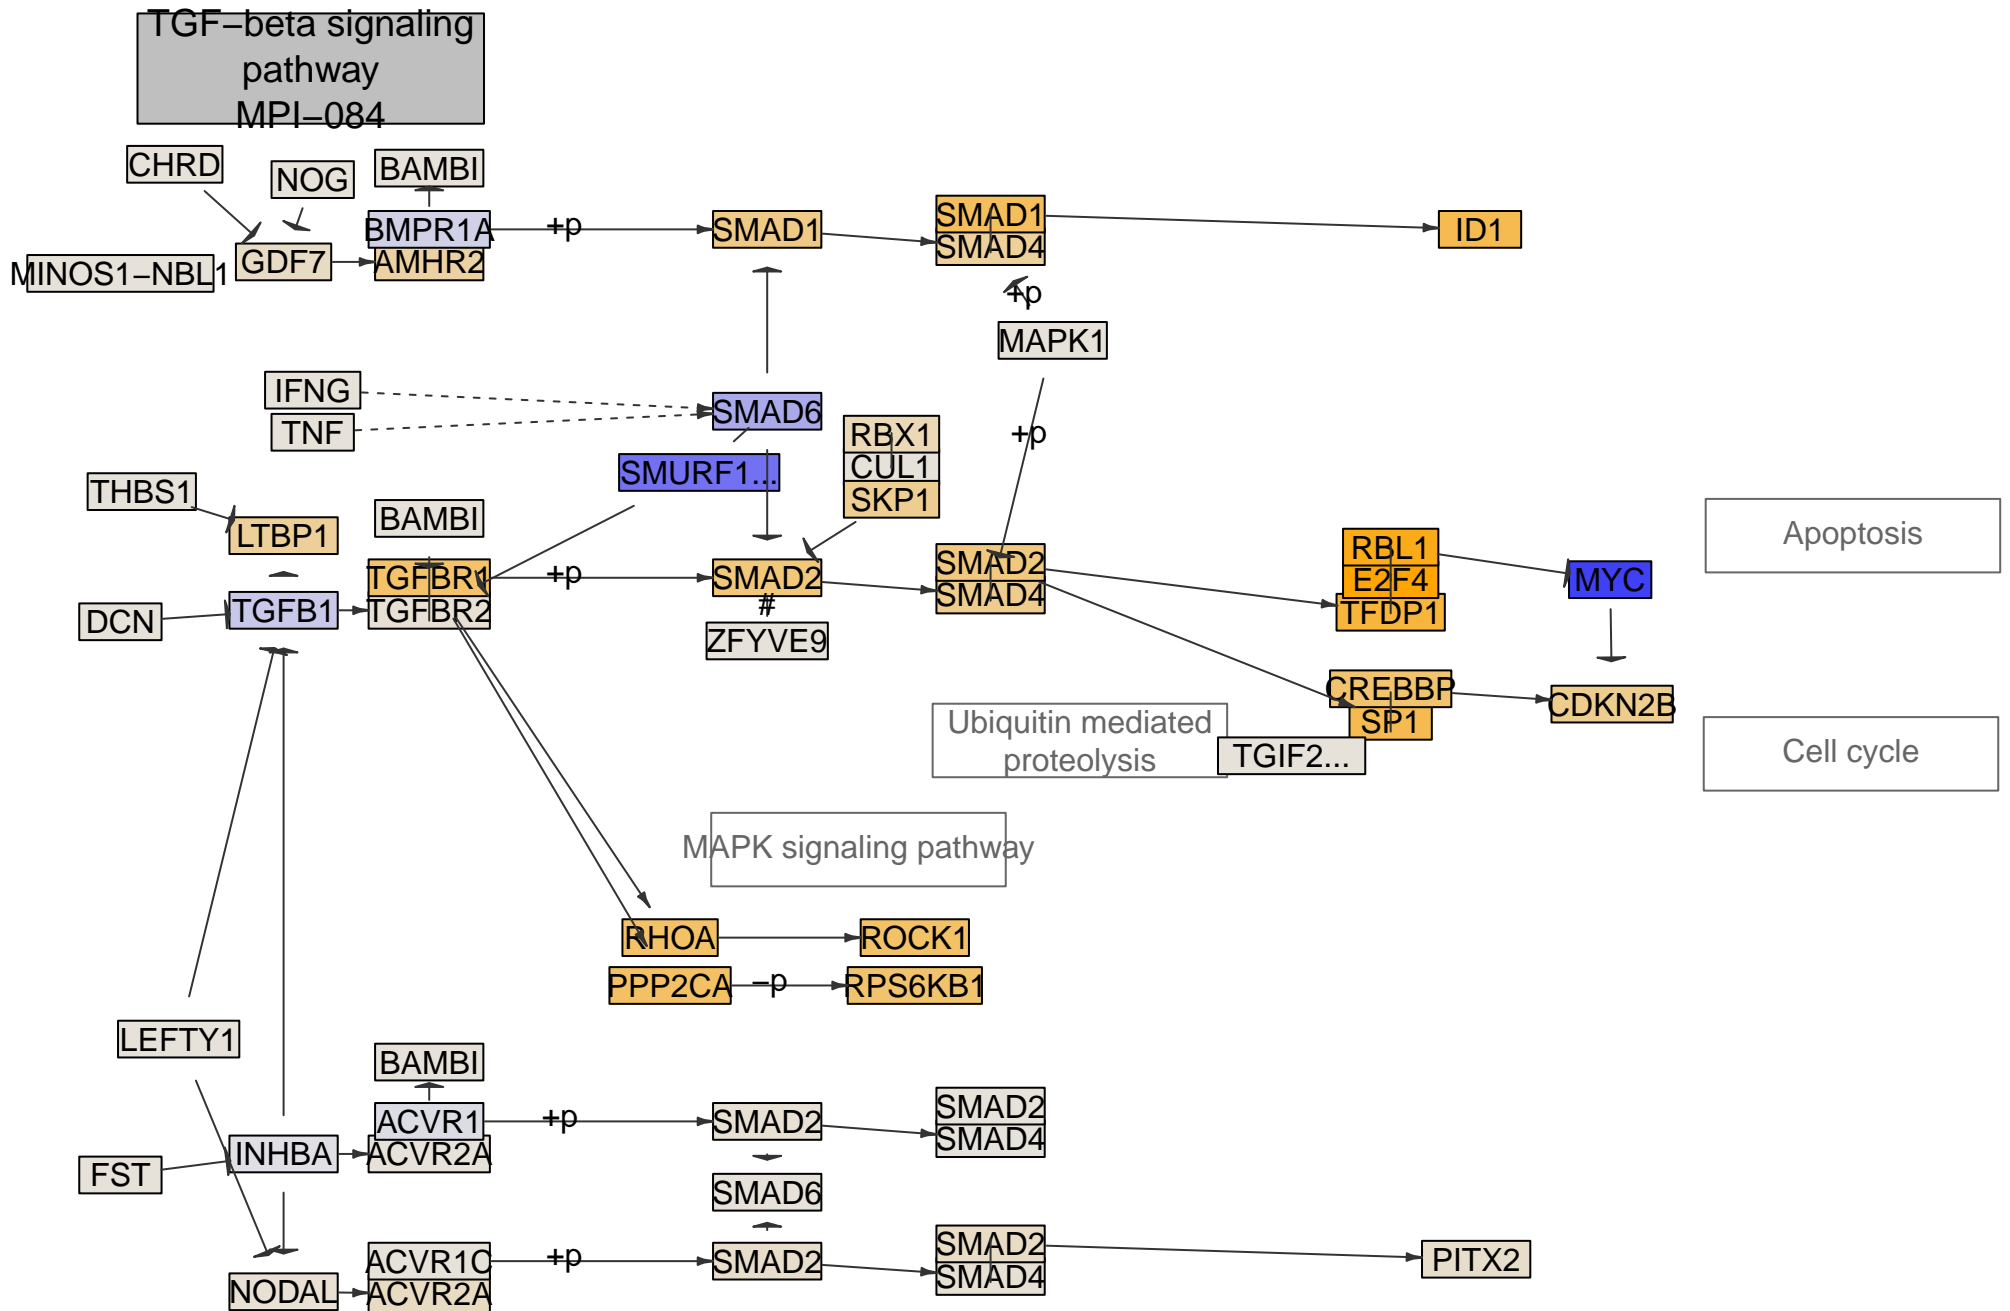 TGF−beta signaling
pathway
MPI−084
CHRD
NOG
BAMBI
BMPR1A
+p
SMAD1
SMAD1
SMAD4
ID1
MINOS1−NBL1
GDF7
AMHR2
+p
MAPK1
IFNG
TNF
SMAD6
RBX1
CUL1
SKP1
+p
SMURF1...
THBS1
LTBP1
BAMBI
TGFBR1
TGFBR2
+p
SMAD2
#
ZFYVE9
SMAD2
SMAD4
RBL1
E2F4
TFDP1
MYC
Apoptosis
DCN
TGFB1
CREBBP
SP1
TGIF2...
CDKN2B
Ubiquitin mediated
proteolysis
Cell cycle
MAPK signaling pathway
RHOA
ROCK1
PPP2CA
−p
RPS6KB1
LEFTY1
BAMBI
ACVR1
ACVR2A
+p
SMAD2
SMAD2
SMAD4
INHBA
FST
SMAD6
ACVR1C
ACVR2A
+p
SMAD2
SMAD2
SMAD4
PITX2
NODAL